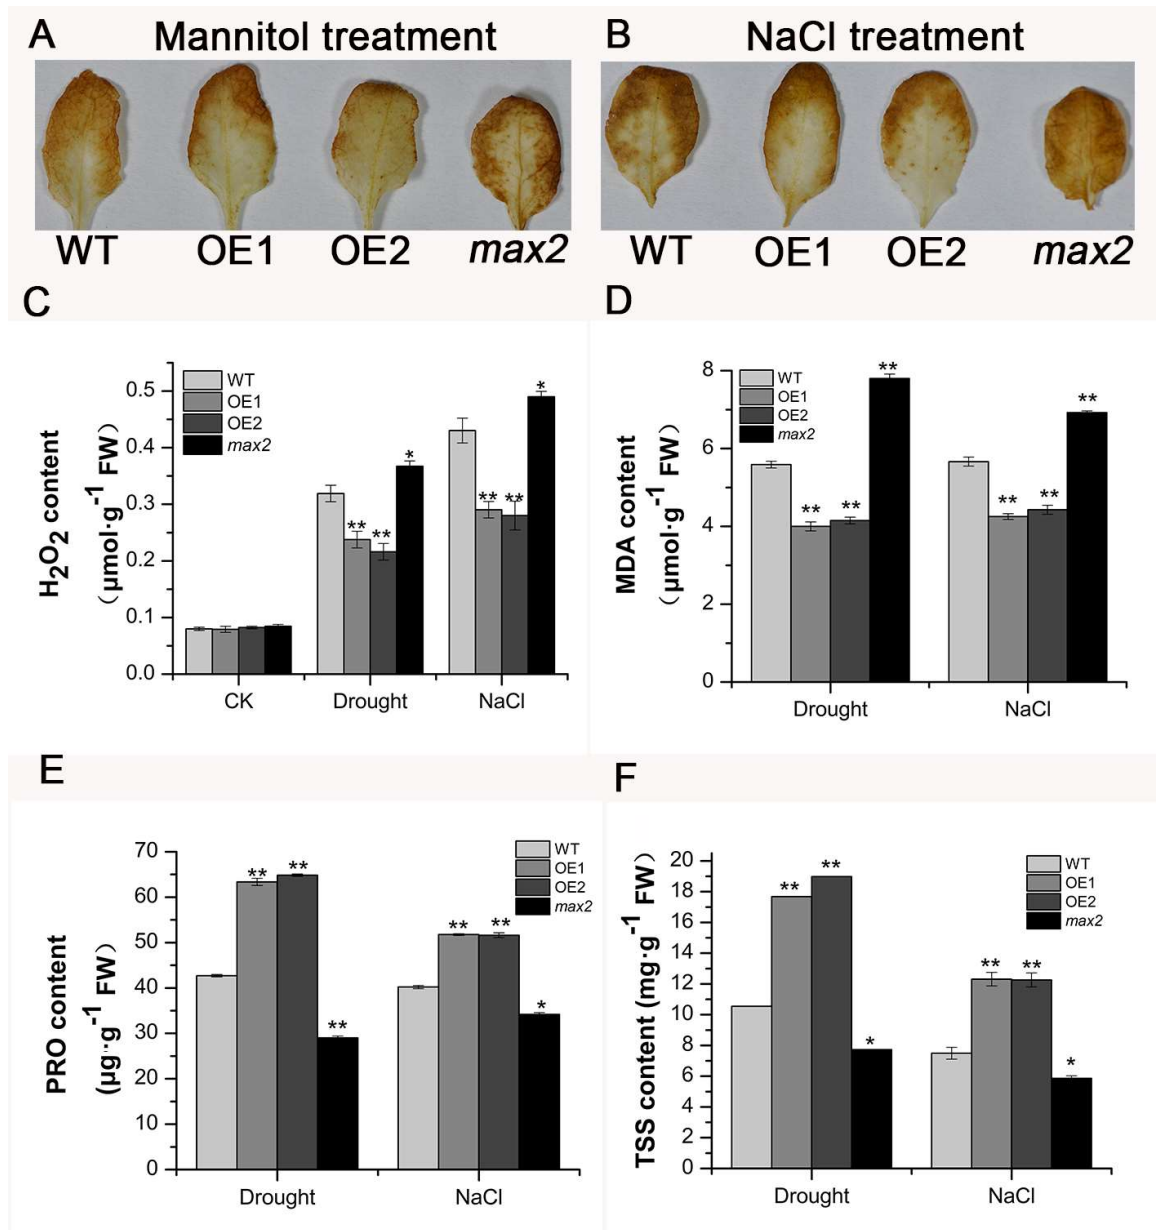 A Mannitol treatment
B NaCl treatment
WT OE1 OE2 max2
WT OE1 OE2 max2
C
H2O2 content
(μmol·g-1 FW)
0.5
0.4
0.3
0.2
0.1
0.0
WT
OE1
OE2
max2
** ** *
** ** *
CK Drought NaCl
D
MDA content
(μmol·g-1 FW)
8
6
4
2
0
WT
OE1
OE2
max2
** ** **
** ** **
Drought NaCl
E
PRO content
(μg·g-1 FW)
70
60
50
40
30
20
10
0
WT
OE1
OE2
max2
** ** **
** ** *
Drought NaCl
F
TSS content (mg·g-1 FW)
20
18
16
14
12
10
8
6
4
2
0
WT
OE1
OE2
max2
** ** *
** ** *
Drought NaCl